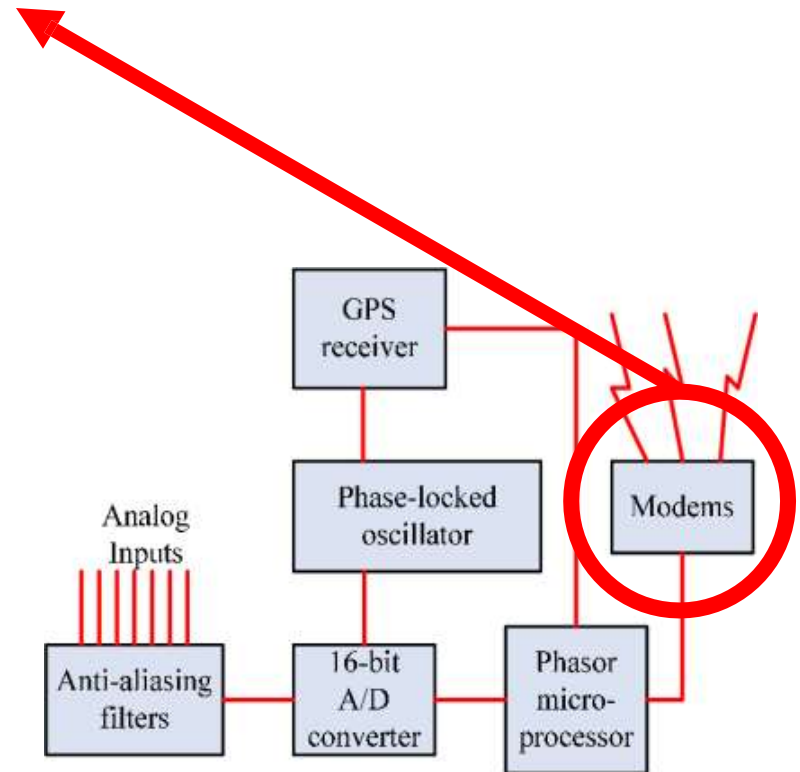 GPS
receiver
Phase-locked
oscillator
Modems
Analog
Inputs
Anti-aliasing
filters
16-bit
A/D
converter
Phasor
micro-
processor